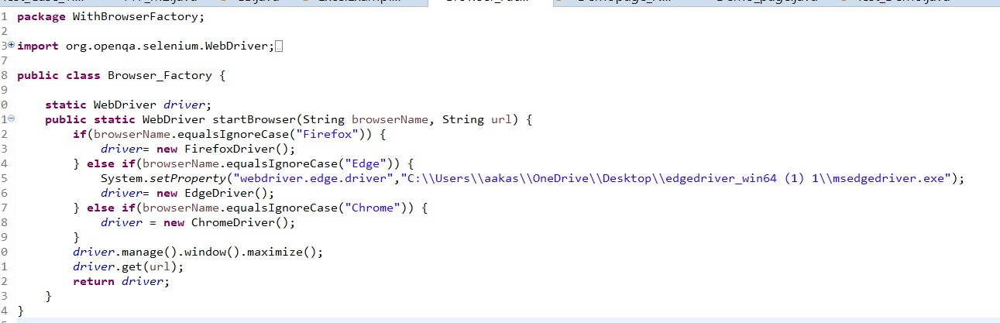 package WithBrowserFactory;
import org.openqa.selenium.WebDriver;
public class Browser_Factory {
static WebDriver driver;
public static WebDriver startBrowser(String browserName, String url) {
if(browserName.equalsIgnoreCase("Firefox")) {
driver= new FirefoxDriver();
} else if(browserName.equalsIgnoreCase("Edge")) {
System.setProperty("webdriver.edge.driver","C:\\Users\\aakas\\OneDrive\\Desktop\\edgedriver_win64 (1) 1\\msedgedriver.exe");
driver= new EdgeDriver();
} else if(browserName.equalsIgnoreCase("Chrome")) {
driver = new ChromeDriver();
}
driver.manage().window().maximize();
driver.get(url);
return driver;
}
}